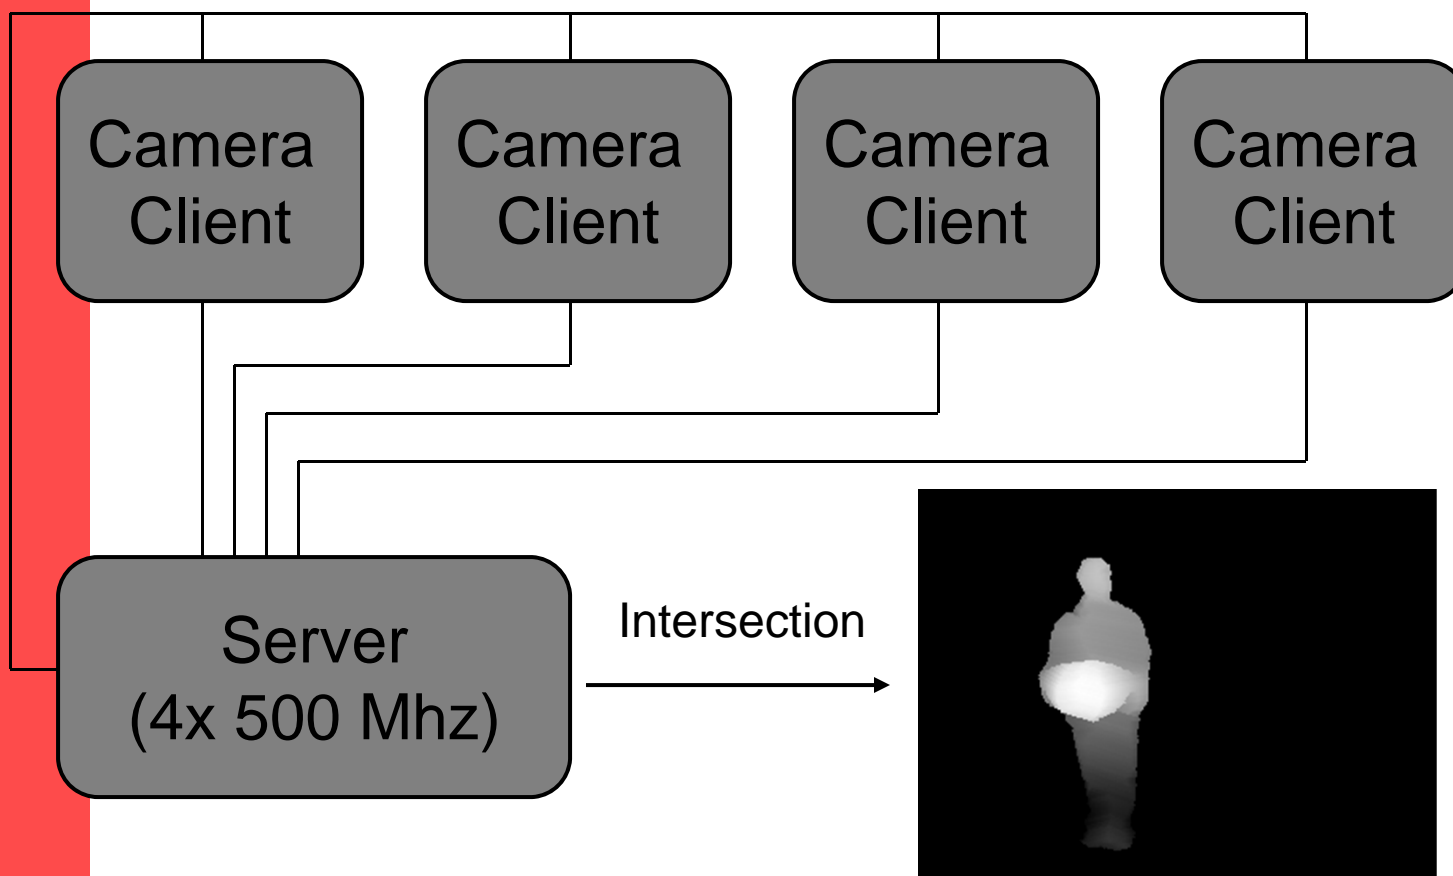 Camera
Client
Camera
Client
Camera
Client
Camera
Client
Server
(4x 500 Mhz)
Intersection